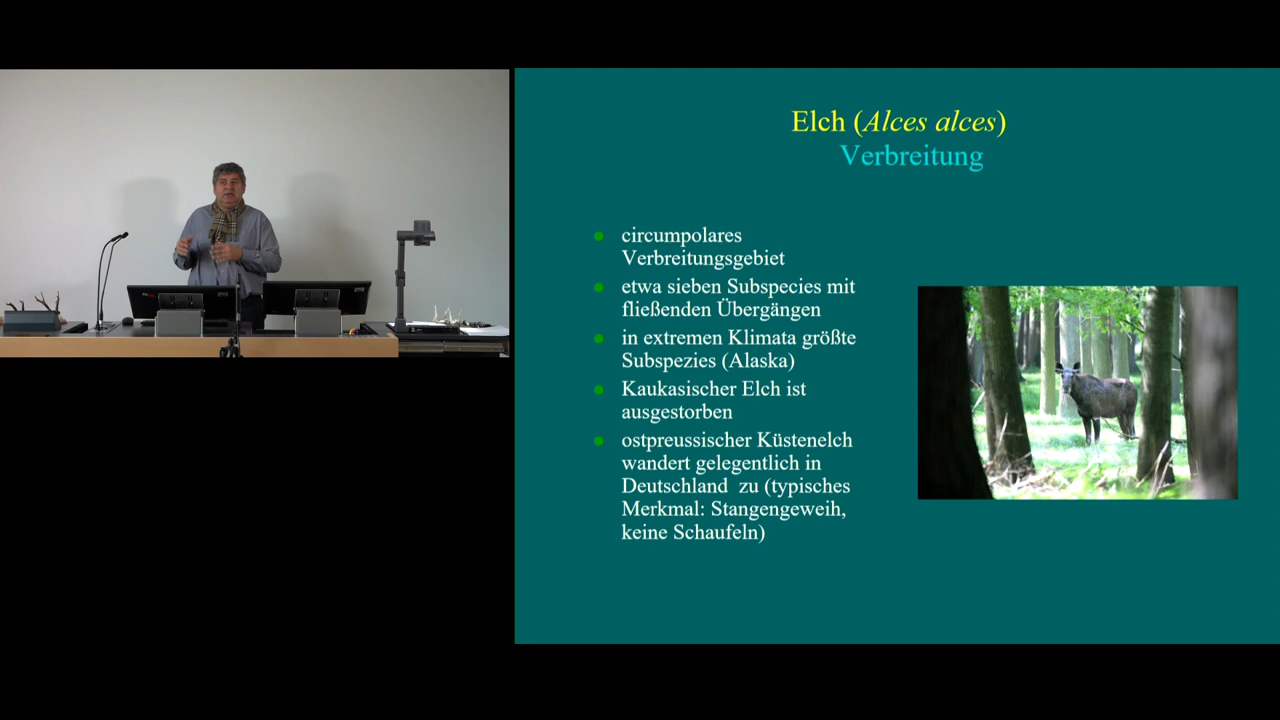 Elch (Alces alces)
Verbreitung
circumpolares
Verbreitungsgebiet
etwa sieben Subspecies mit
fließenden Übergängen
in extremen Klimata größte
Subspezies (Alaska)
Kaukasischer Elch ist
ausgestorben
ostpreussischer Küstenelch
wandert gelegentlich in
Deutschland zu (typisches
Merkmal: Stangengeweih,
keine Schaufeln)